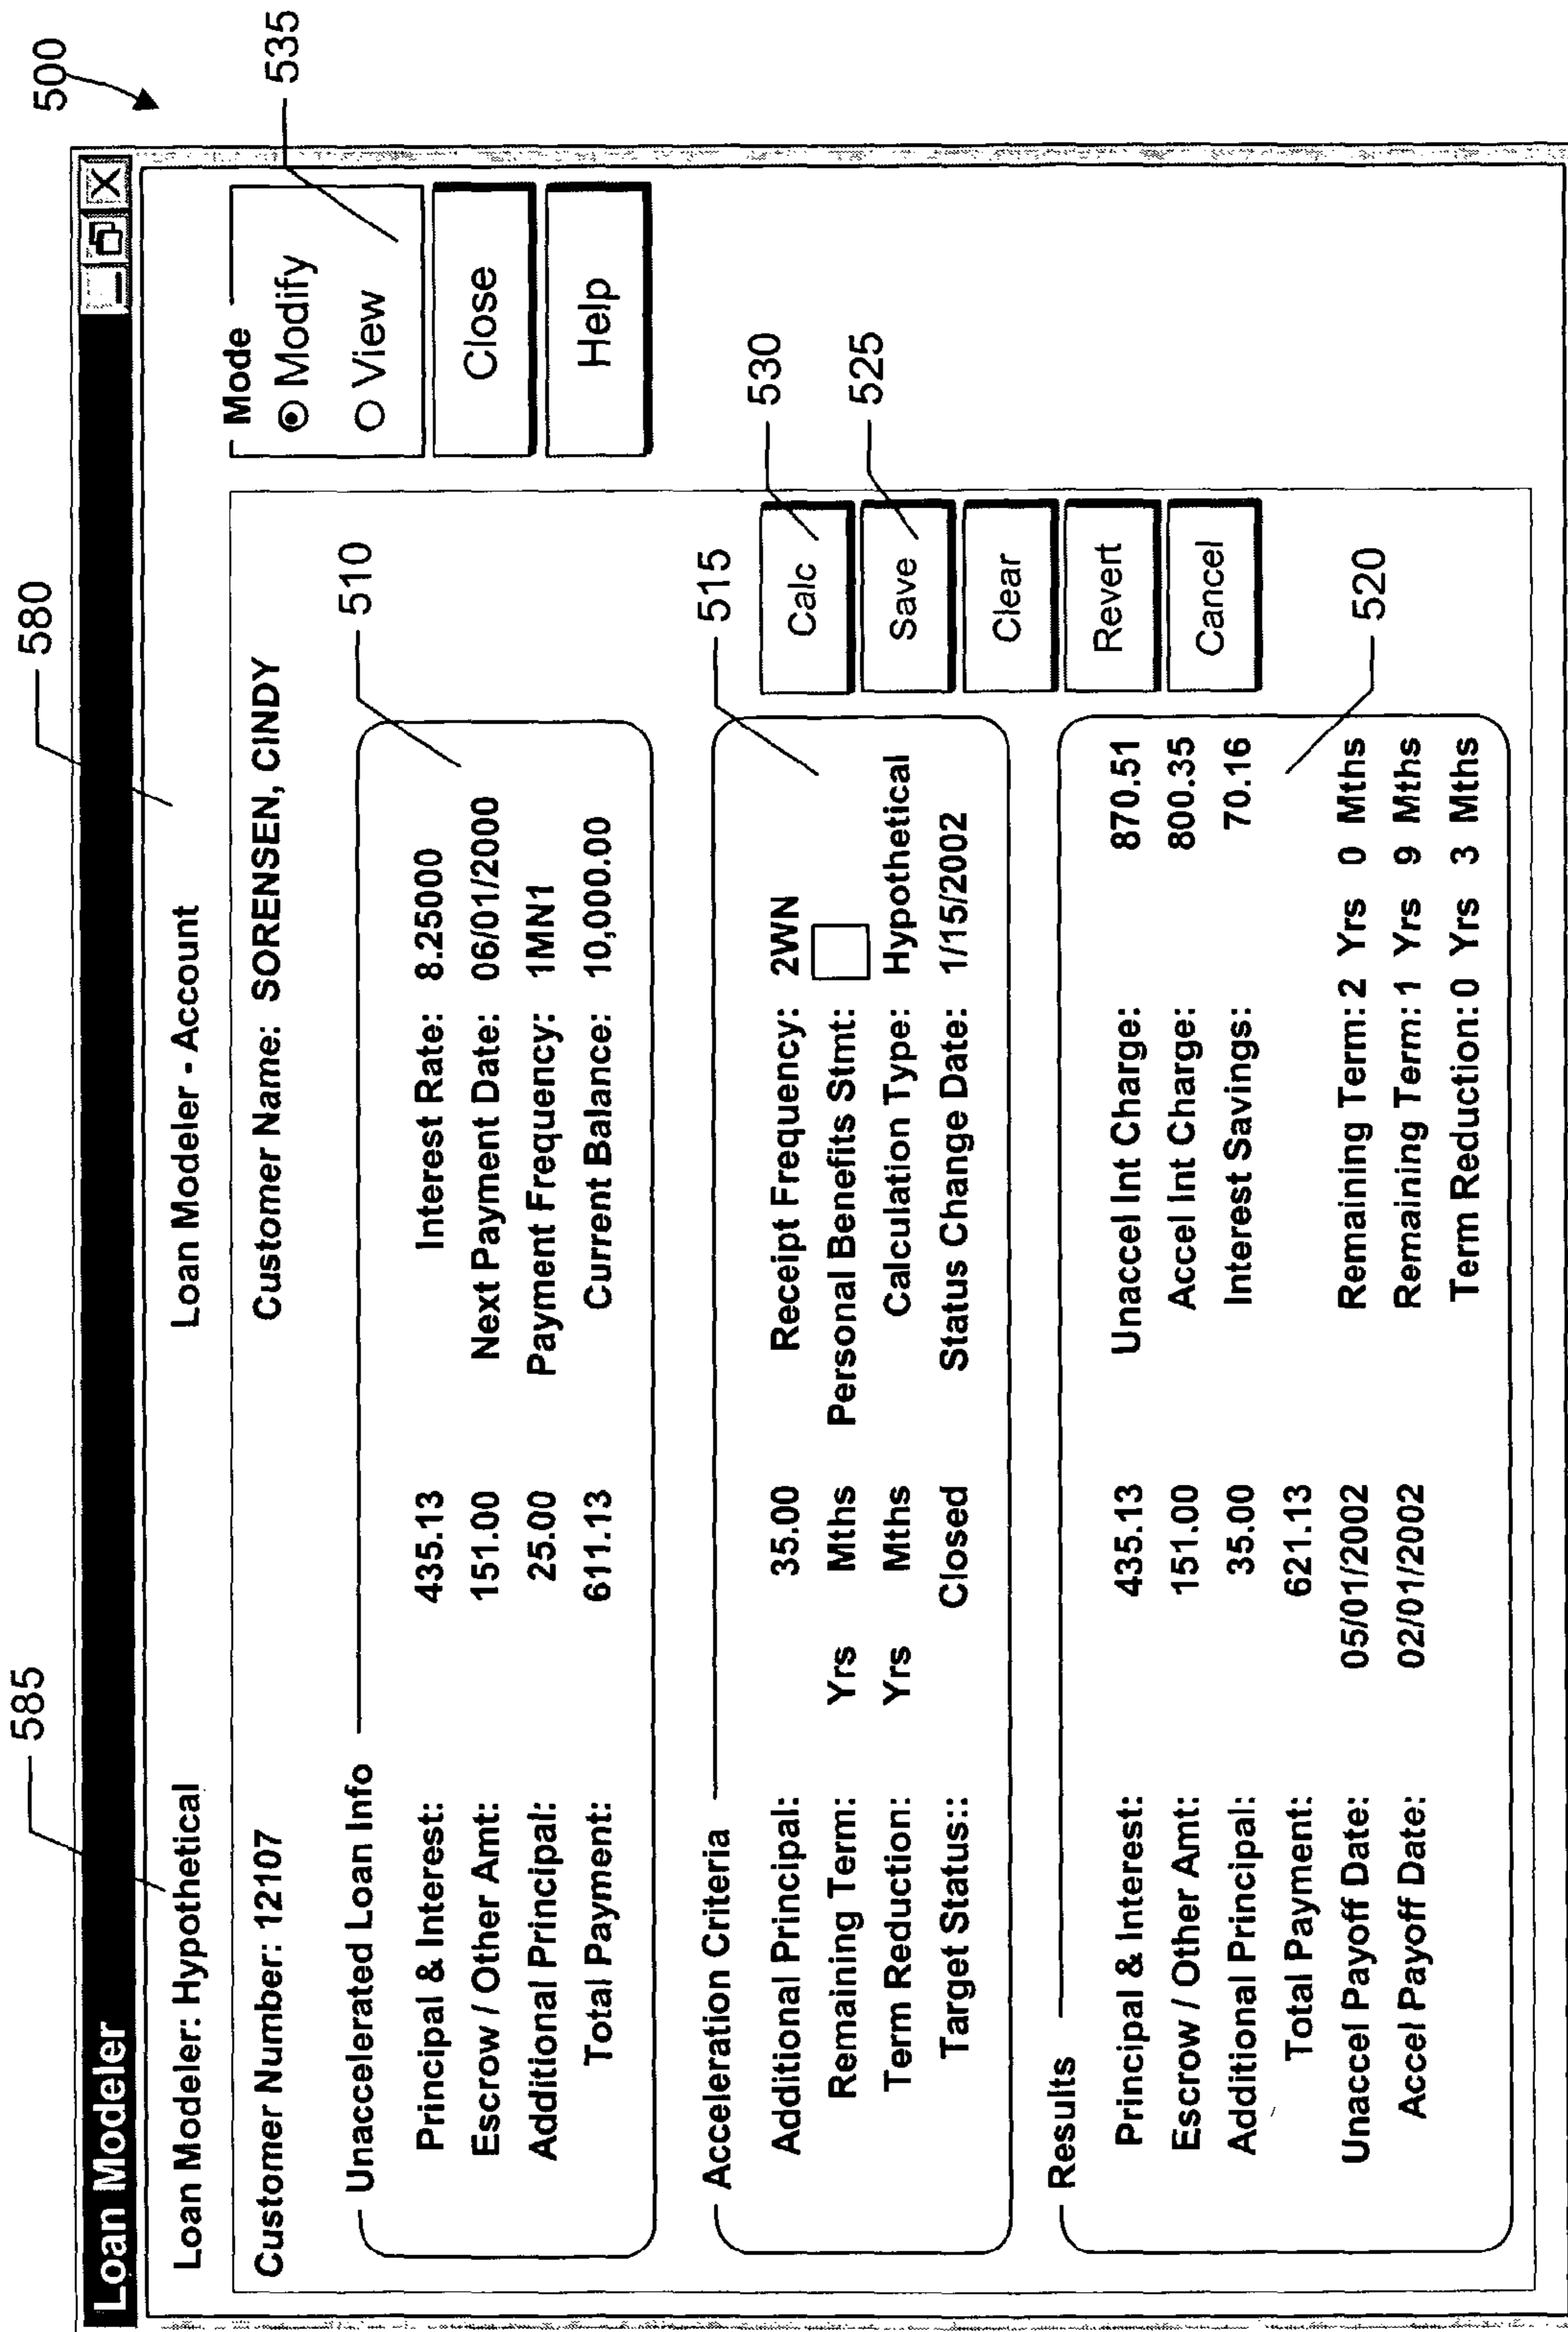 500
585
580
535
Loan Modeler
Loan Modeler: Hypothetical Loan Modeler - Account
Customer Number: 12107 Customer Name: SORENSEN, CINDY
Mode
Modify
View
Close
Help
510
Unaccelerated Loan Info
Principal & Interest: 435.13 Interest Rate: 8.25000
Escrow / Other Amt: 151.00 Next Payment Date: 06/01/2000
Additional Principal: 25.00 Payment Frequency: 1MN1
Total Payment: 611.13 Current Balance: 10,000.00
515
530
525
Acceleration Criteria
Additional Principal: 35.00 Receipt Frequency: 2WN
Remaining Term: Yrs Mths Personal Benefits Stmt:
Term Reduction: Yrs Mths Calculation Type: Hypothetical
Target Status:: Closed Status Change Date: 1/15/2002
Calc
Save
Clear
Revert
Cancel
520
Results
Principal & Interest: 435.13 Unaccel Int Charge: 870.51
Escrow / Other Amt: 151.00 Accel Int Charge: 800.35
Additional Principal: 35.00 Interest Savings: 70.16
Total Payment: 621.13
Unaccel Payoff Date: 05/01/2002 Remaining Term: 2 Yrs 0 Mths
Accel Payoff Date: 02/01/2002 Remaining Term: 1 Yrs 9 Mths
Term Reduction: 0 Yrs 3 Mths